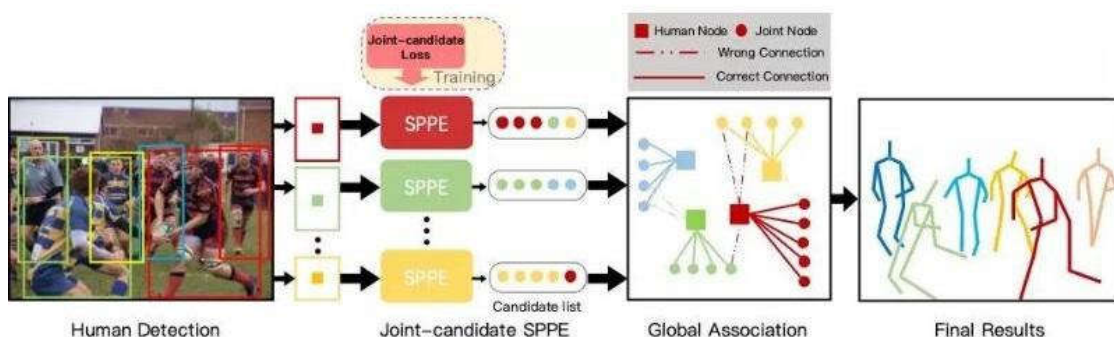 Joint-candidate
Loss
Training
SPPE
SPPE
SPPE
Candidate list
Human Node
Joint Node
Wrong Connection
Correct Connection
Human Detection
Joint-candidate SPPE
Global Association
Final Results